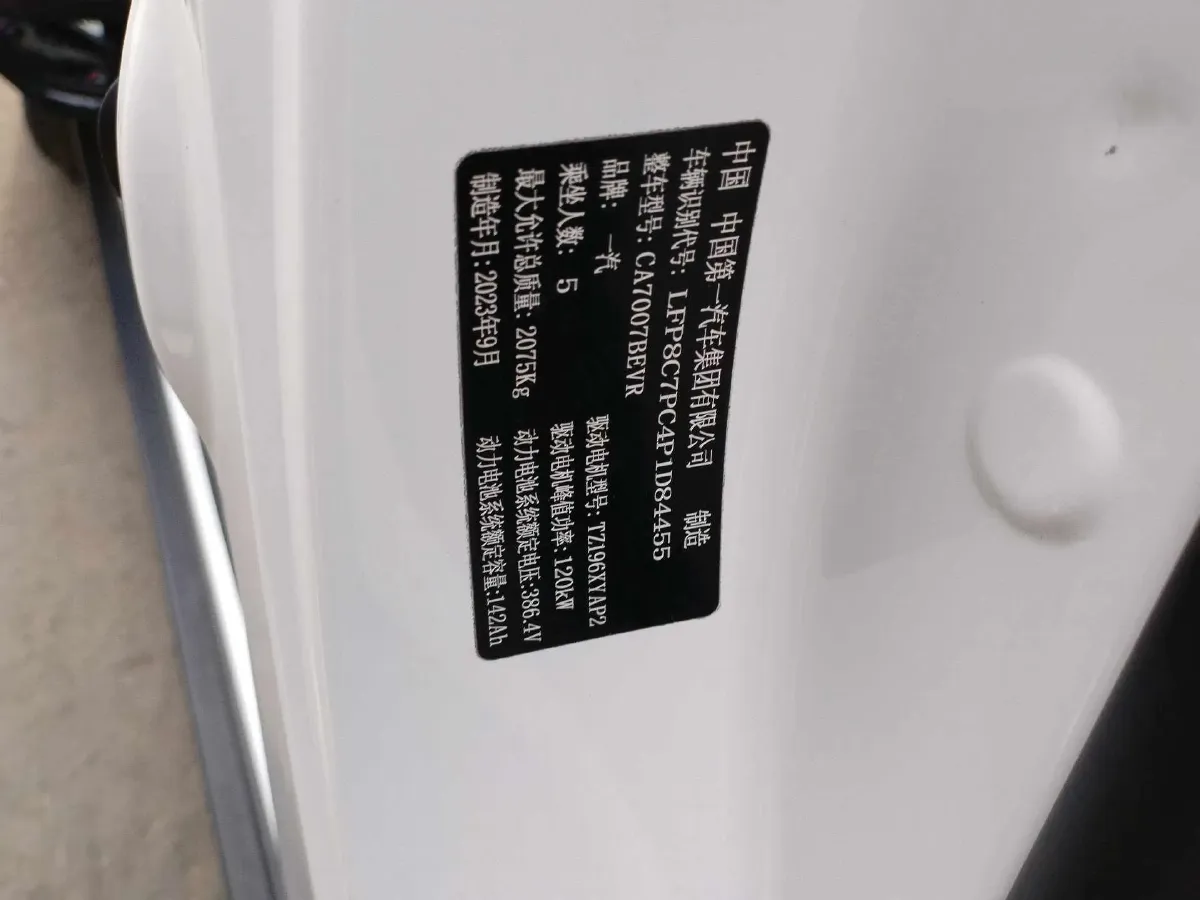 中国 中国第一汽车集团有限公司 制造
车辆识别代号: LFP8C7PC4P1D84455
整车型号: CA7007BEVR
品牌: 一汽 驱动电机型号: TZ196XYAP2
乘坐人数: 5 驱动电机峰值功率: 120kW
最大允许总质量: 2075Kg 动力电池系统额定电压:386.4V
制造年月: 2023年9月 动力电池系统额定容量:142Ah